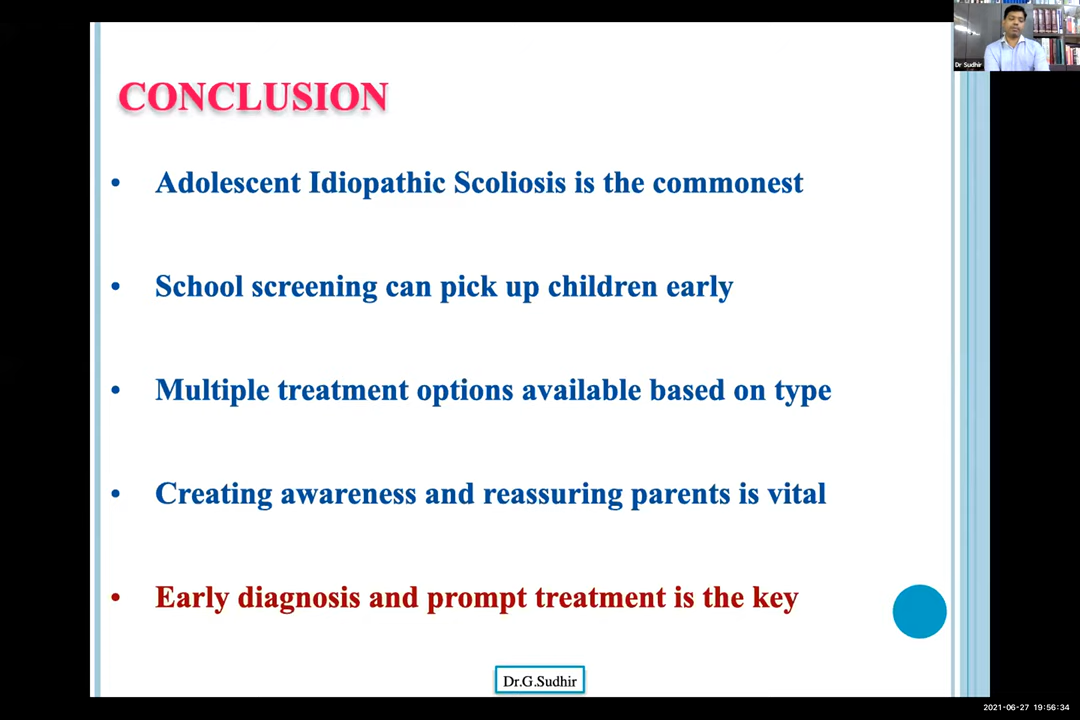 Dr Sudhir
CONCLUSION
• Adolescent Idiopathic Scoliosis is the commonest
• School screening can pick up children early
• Multiple treatment options available based on type
• Creating awareness and reassuring parents is vital
• Early diagnosis and prompt treatment is the key
Dr.G.Sudhir
2021-06-27 19:56:34